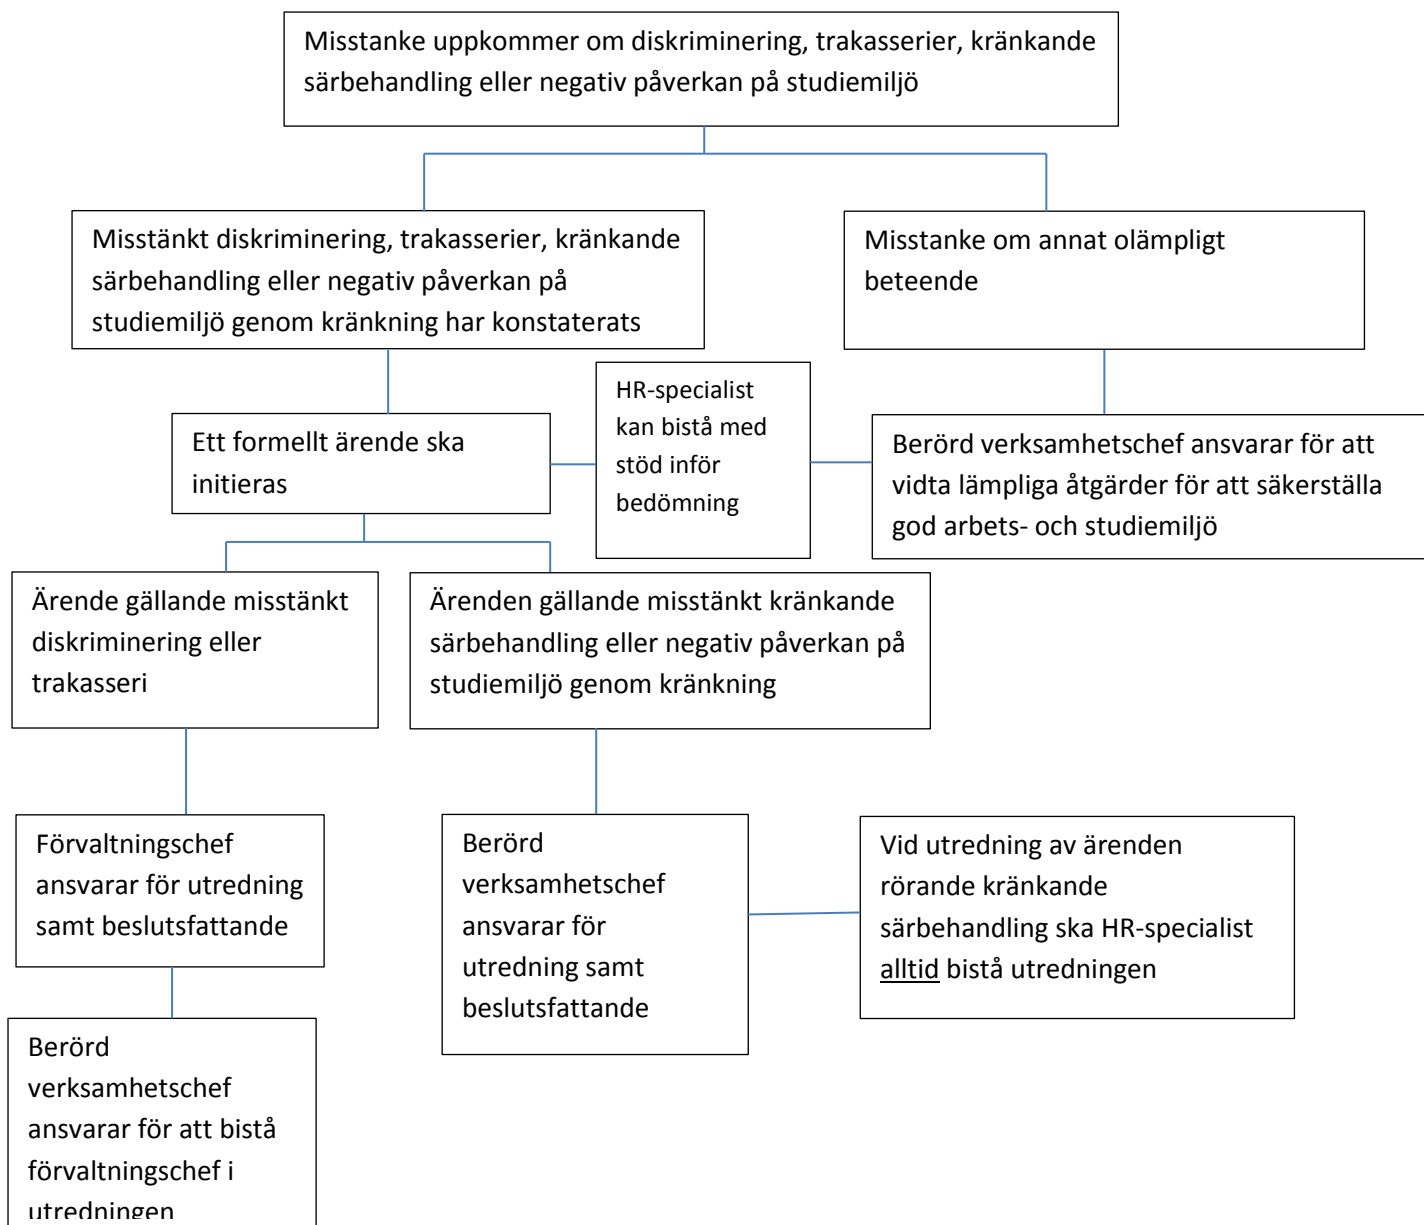 Misstanke uppkommer om diskriminering, trakasserier, kränkande
särbehandling eller negativ påverkan på studiemiljö
Misstänkt diskriminering, trakasserier, kränkande
särbehandling eller negativ påverkan på
studiemiljö genom kränkning har konstaterats
Misstanke om annat olämpligt
beteende
HR-specialist
kan bistå med
stöd inför
bedömning
Ett formellt ärende ska
initieras
Berörd verksamhetschef ansvarar för att
vidta lämpliga åtgärder för att säkerställa
god arbets- och studiemiljö
Ärende gällande misstänkt
diskriminering eller
trakasseri
Ärenden gällande misstänkt kränkande
särbehandling eller negativ påverkan på
studiemiljö genom kränkning
Förvaltningschef
ansvarar för utredning
samt beslutsfattande
Berörd
verksamhetschef
ansvarar för
utredning samt
beslutsfattande
Vid utredning av ärenden
rörande kränkande
särbehandling ska HR-specialist
alltid bistå utredningen
Berörd
verksamhetschef
ansvarar för att bistå
förvaltningschef i
utredningen